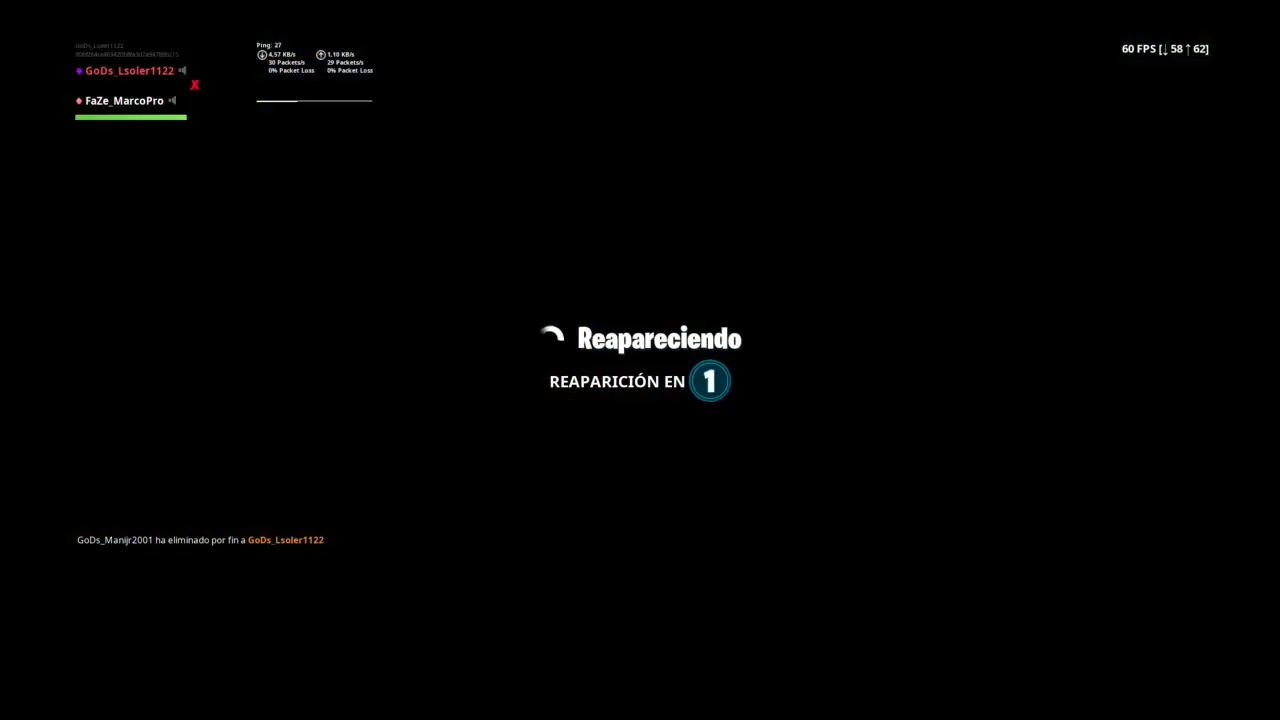 GoDs_Lsoler1122
GoDs_Lsoler1122
X
FaZe_MarcoPro
Ping: 27
4,57 KB/s
30 Packets/s
0% Packet Loss
1,10 KB/s
29 Packets/s
0% Packet Loss
60 FPS [↓ 58 ↑ 62]
Reapareciendo
REAPARICIÓN EN 1
GoDs_Manijr2001 ha eliminado por fin a GoDs_Lsoler1122